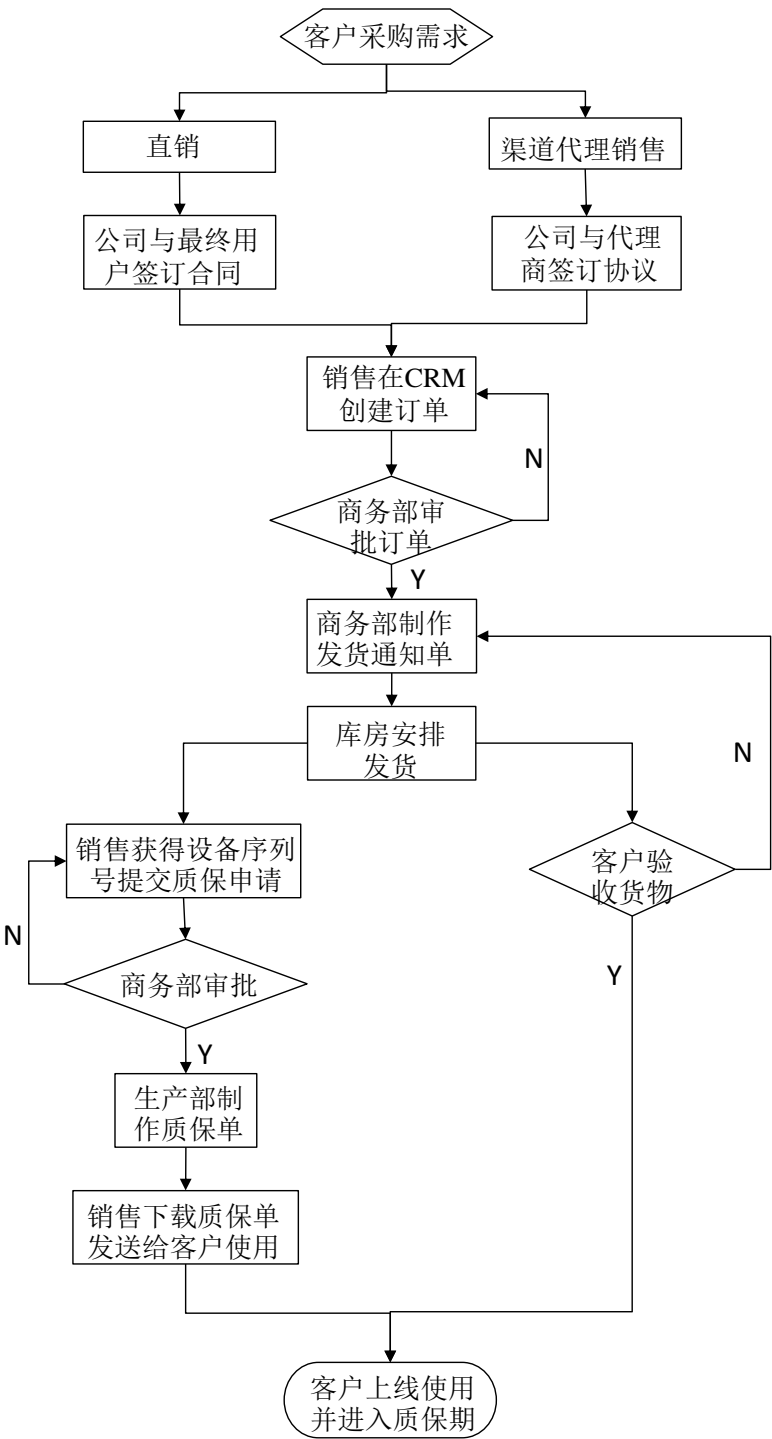 客户采购需求
直销
渠道代理销售
公司与最终用
户签订合同
公司与代理
商签订协议
销售在CRM
创建订单
N
商务部审
批订单
Y
商务部制作
发货通知单
库房安排
发货
N
销售获得设备序列
号提交质保申请
客户验
收货物
N
商务部审批
Y
Y
生产部制
作质保单
销售下载质保单
发送给客户使用
客户上线使用
并进入质保期